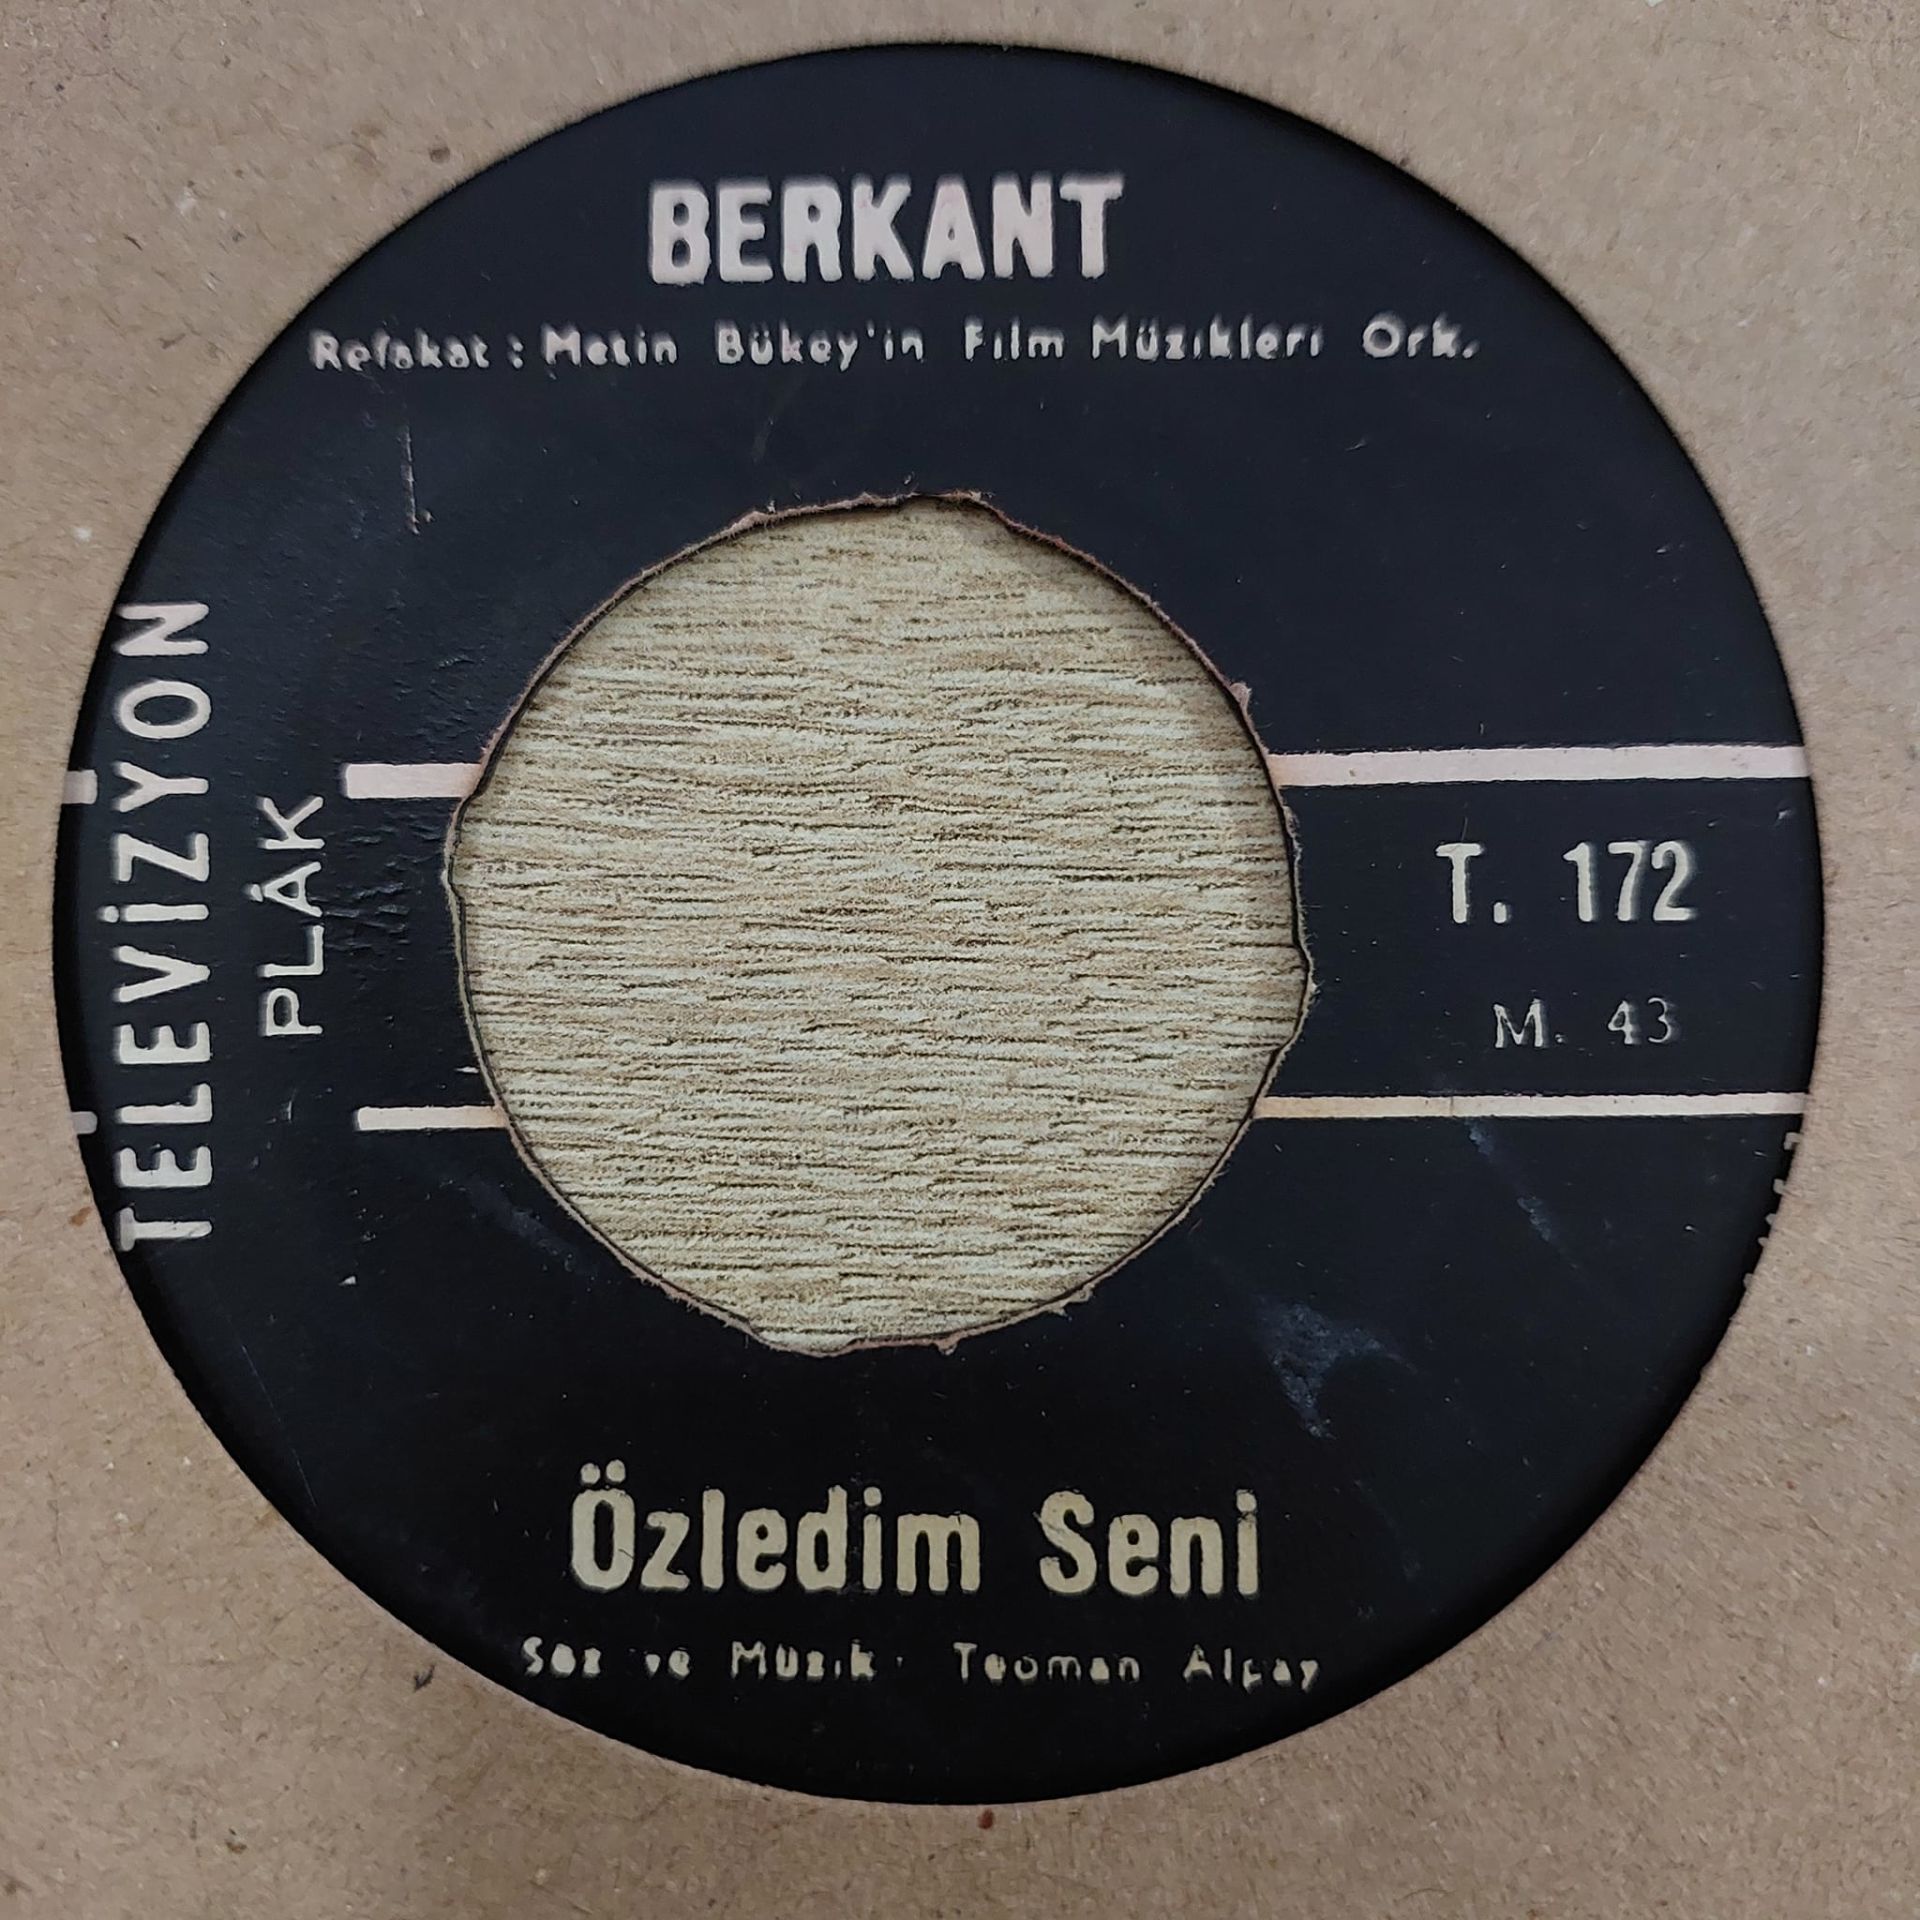 BERKANT
Refakat : Metin Bükey'in Film Müzikleri Ork.
TELEVİZYON
PLÂK
T. 172
M. 43
Özledim Seni
Söz ve Müzik : Teoman Alpay